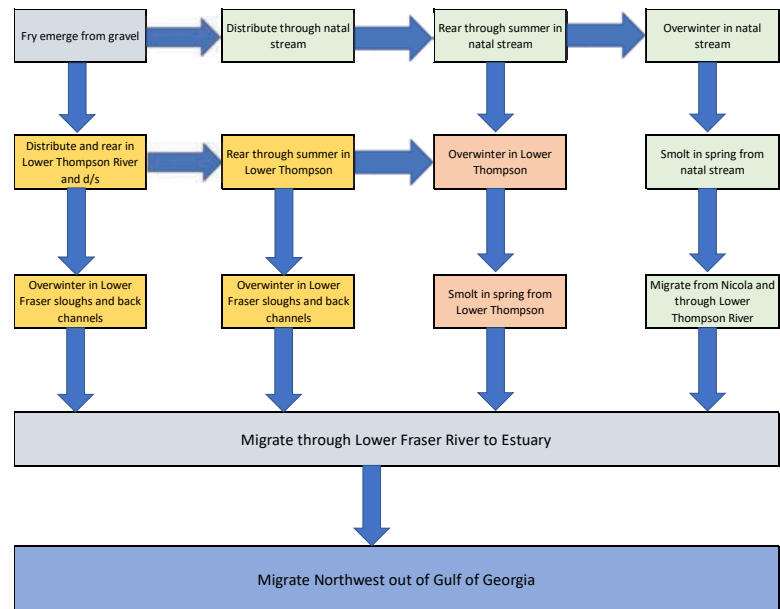 Fry emerge from gravel
Distribute through natal
stream
Rear through summer in
natal stream
Overwinter in natal
stream
Distribute and rear in
Lower Thompson River
and d/s
Rear through summer in
Lower Thompson
Overwinter in Lower
Thompson
Smolt in spring from
natal stream
Overwinter in Lower
Fraser sloughs and back
channels
Overwinter in Lower
Fraser sloughs and back
channels
Smolt in spring from
Lower Thompson
Migrate from Nicola and
through Lower
Thompson River
Migrate through Lower Fraser River to Estuary
Migrate Northwest out of Gulf of Georgia